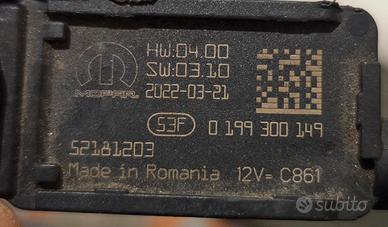 HW:04.00
SW:03.10
MOPAR
2022-03-21
S3F 0 199 300 149
52181203
Made in Romania 12V= C861
subito